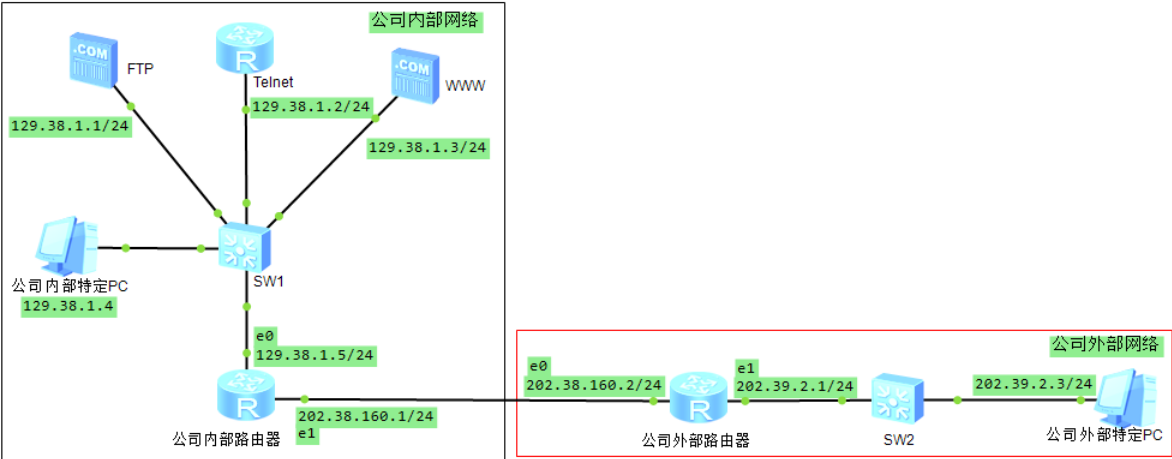 公司内部网络
.COM
FTP
R
Telnet
.COM
WWW
129.38.1.2/24
129.38.1.1/24
129.38.1.3/24
公司内部特定PC
129.38.1.4
SW1
e0
129.38.1.5/24
R
202.38.160.1/24
e1
公司内部路由器
公司外部网络
e0
202.38.160.2/24
R
公司外部路由器
e1
202.39.2.1/24
SW2
202.39.2.3/24
公司外部特定PC